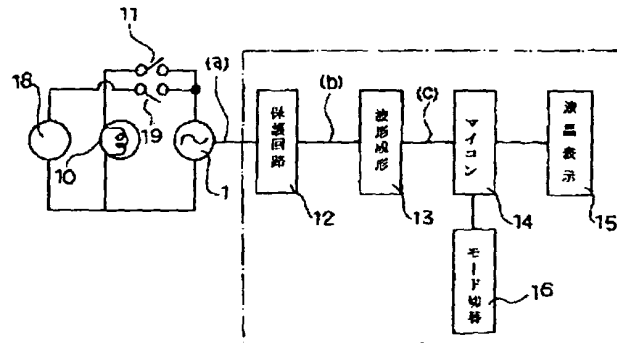 11
18
10
19
(a)
1
保護回路
12
(b)
波形成形
13
(c)
マイコン
14
液晶表示
15
モード切替
16